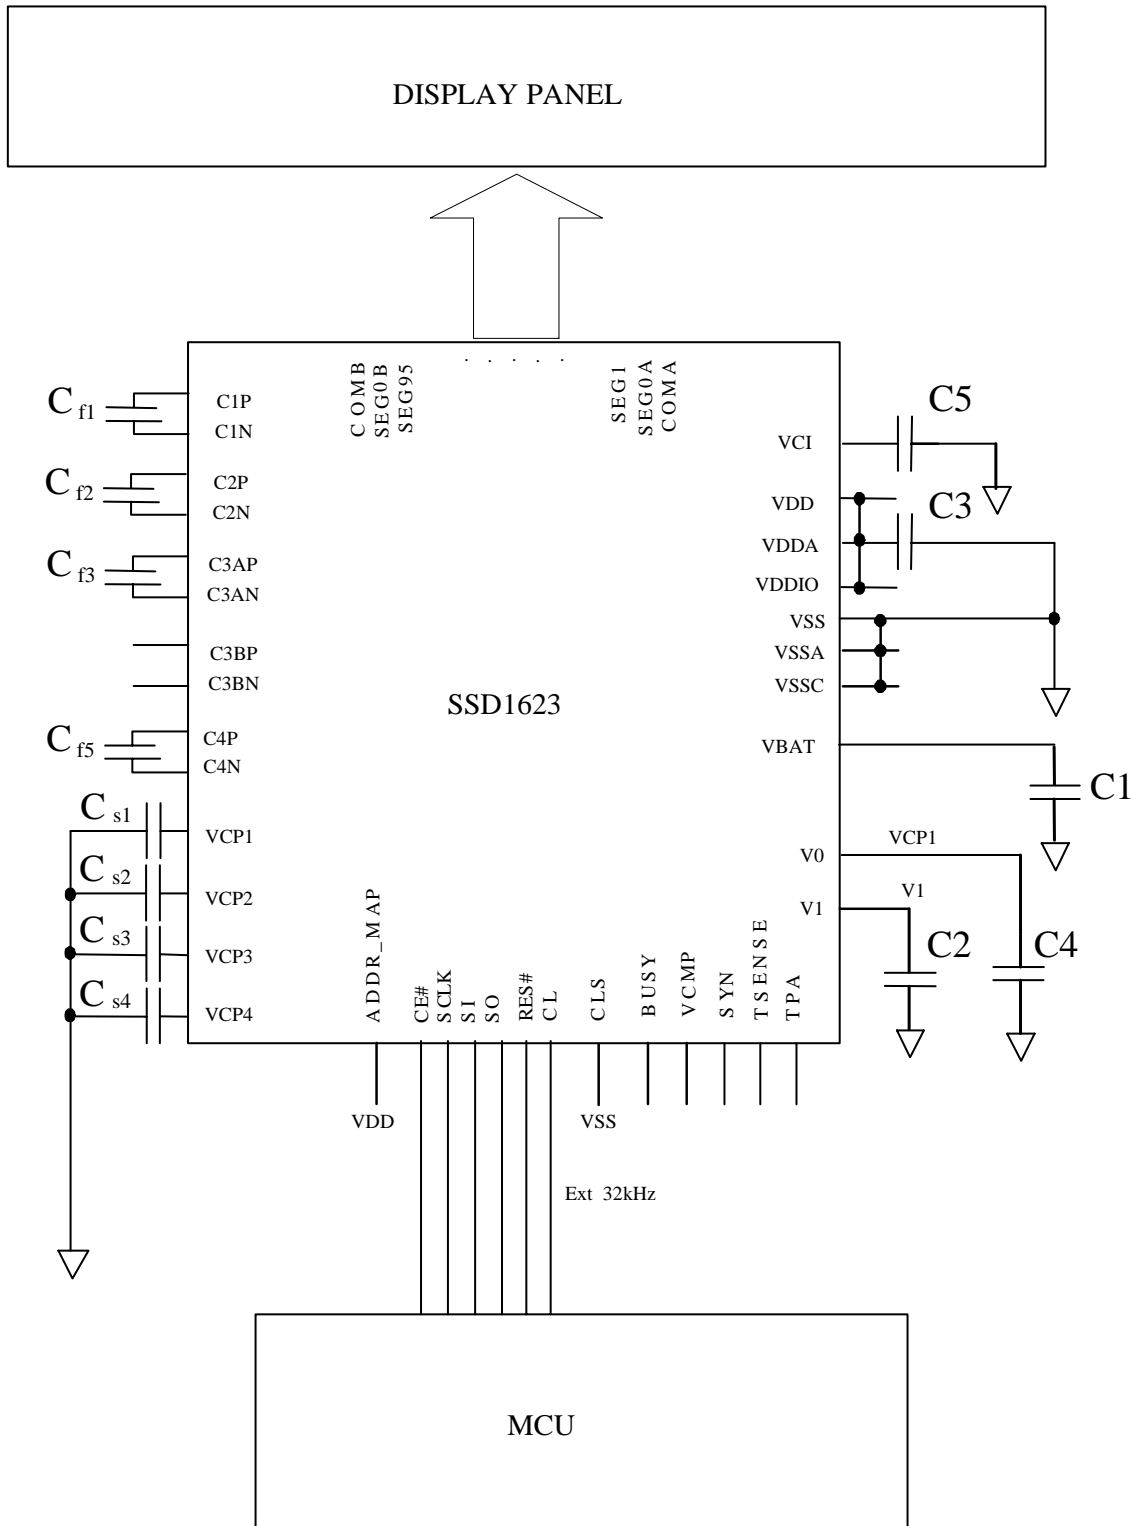 DISPLAY PANEL
COMB
SEG0B
SEG95
. . . . .
SEG1
SEG0A
COMA
C f1
C1P
C1N
C f2
C2P
C2N
C f3
C3AP
C3AN
C3BP
C3BN
C f5
C4P
C4N
C s1
VCP1
C s2
VCP2
C s3
VCP3
C s4
VCP4
SSD1623
VCI
C5
VDD
C3
VDDA
VDDIO
VSS
VSSA
VSSC
VBAT
C1
V0
VCP1
V1
V1
C2
C4
ADDR_MAP
CE#
SCLK
SI
SO
RES#
CL
CLS
BUSY
VCMP
SYN
TSENSE
TPA
VDD
VSS
Ext 32kHz
MCU